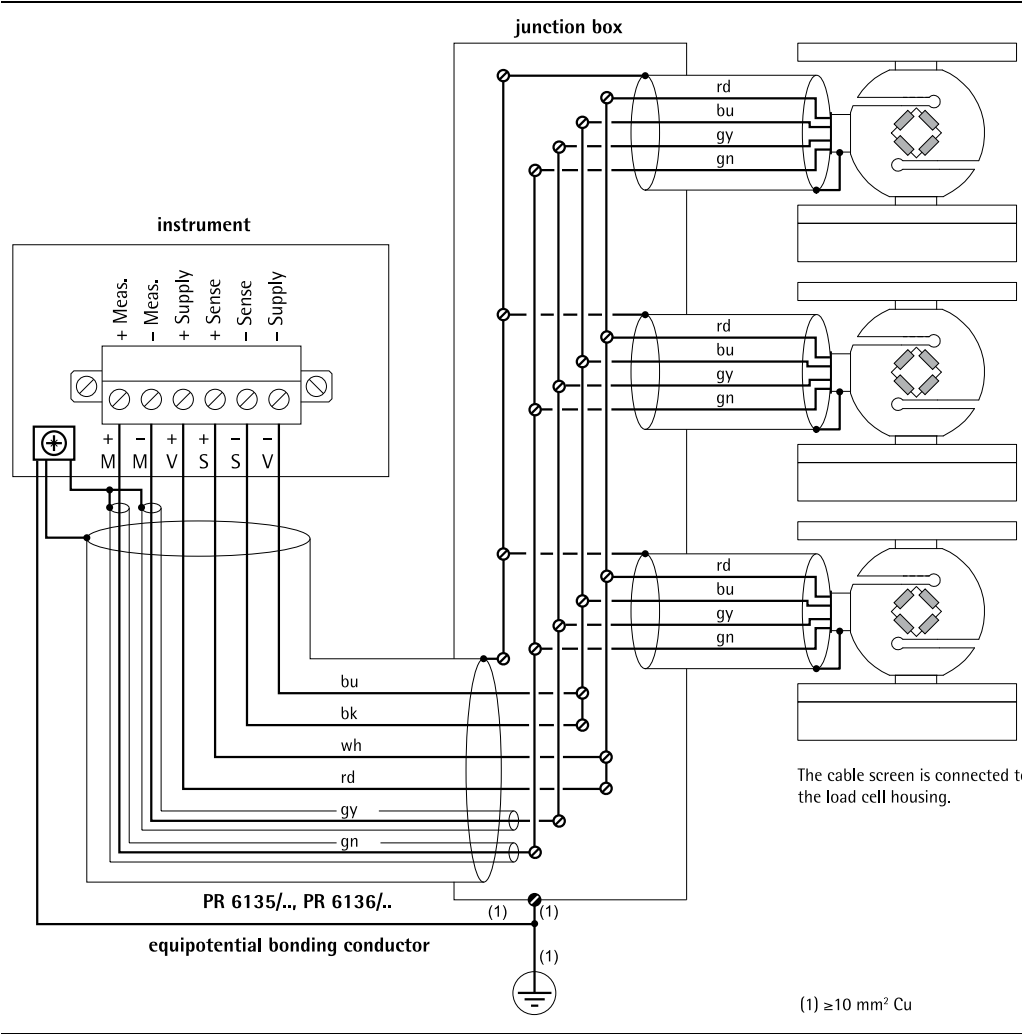 junction box
rd
bu
gy
gn
instrument
+ Meas.
– Meas.
+ Supply
+ Sense
– Sense
– Supply
+ – + + – –
M M V S S V
rd
bu
gy
gn
rd
bu
gy
gn
bu
bk
wh
rd
gy
gn
The cable screen is connected
the load cell housing.
PR 6135/.., PR 6136/..
(1) (1)
equipotential bonding conductor
(1)
(1) ≥10 mm² Cu